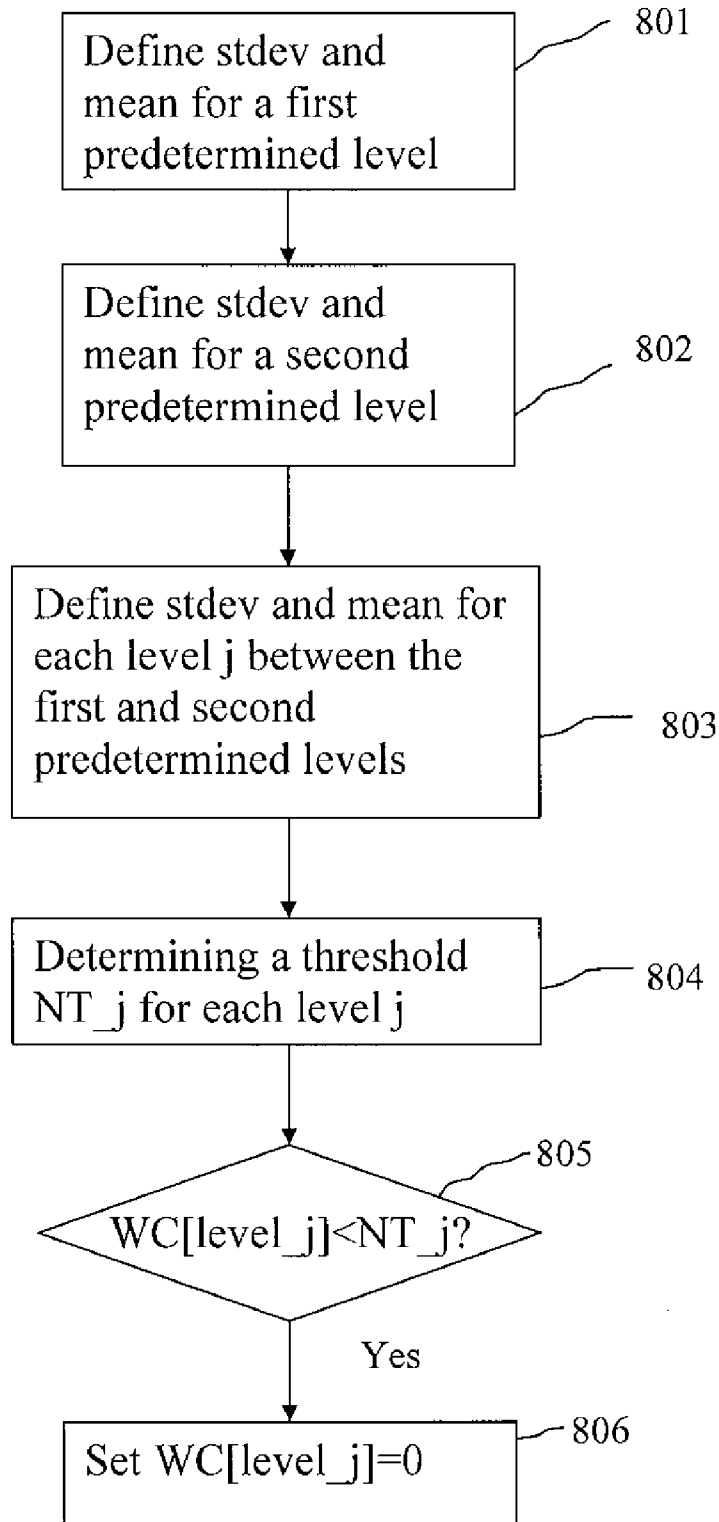 Define stdev and
mean for a first
predetermined level
801
Define stdev and
mean for a second
predetermined level
802
Define stdev and mean for
each level j between the
first and second
predetermined levels
803
Determining a threshold
NT_j for each level j
804
805
WC[level_j]<NT_j?
Yes
Set WC[level_j]=0
806